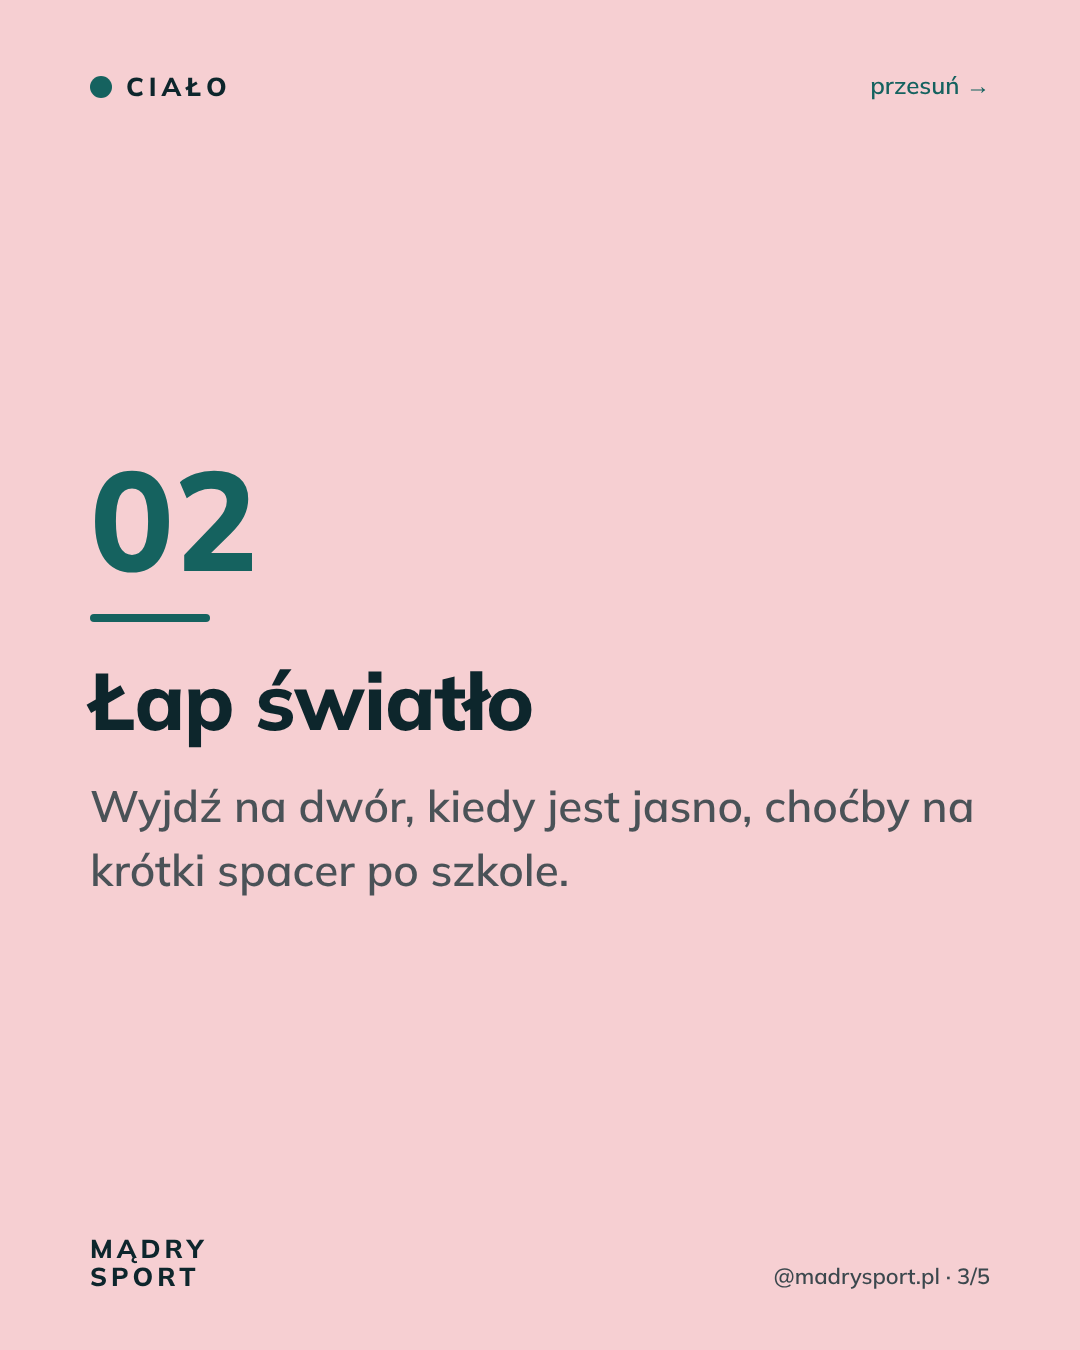 CIAŁO
przesuń →
02
Łap światło
Wyjdź na dwór, kiedy jest jasno, choćby na
krótki spacer po szkole.
MĄDRY
SPORT
@madrysport.pl · 3/5